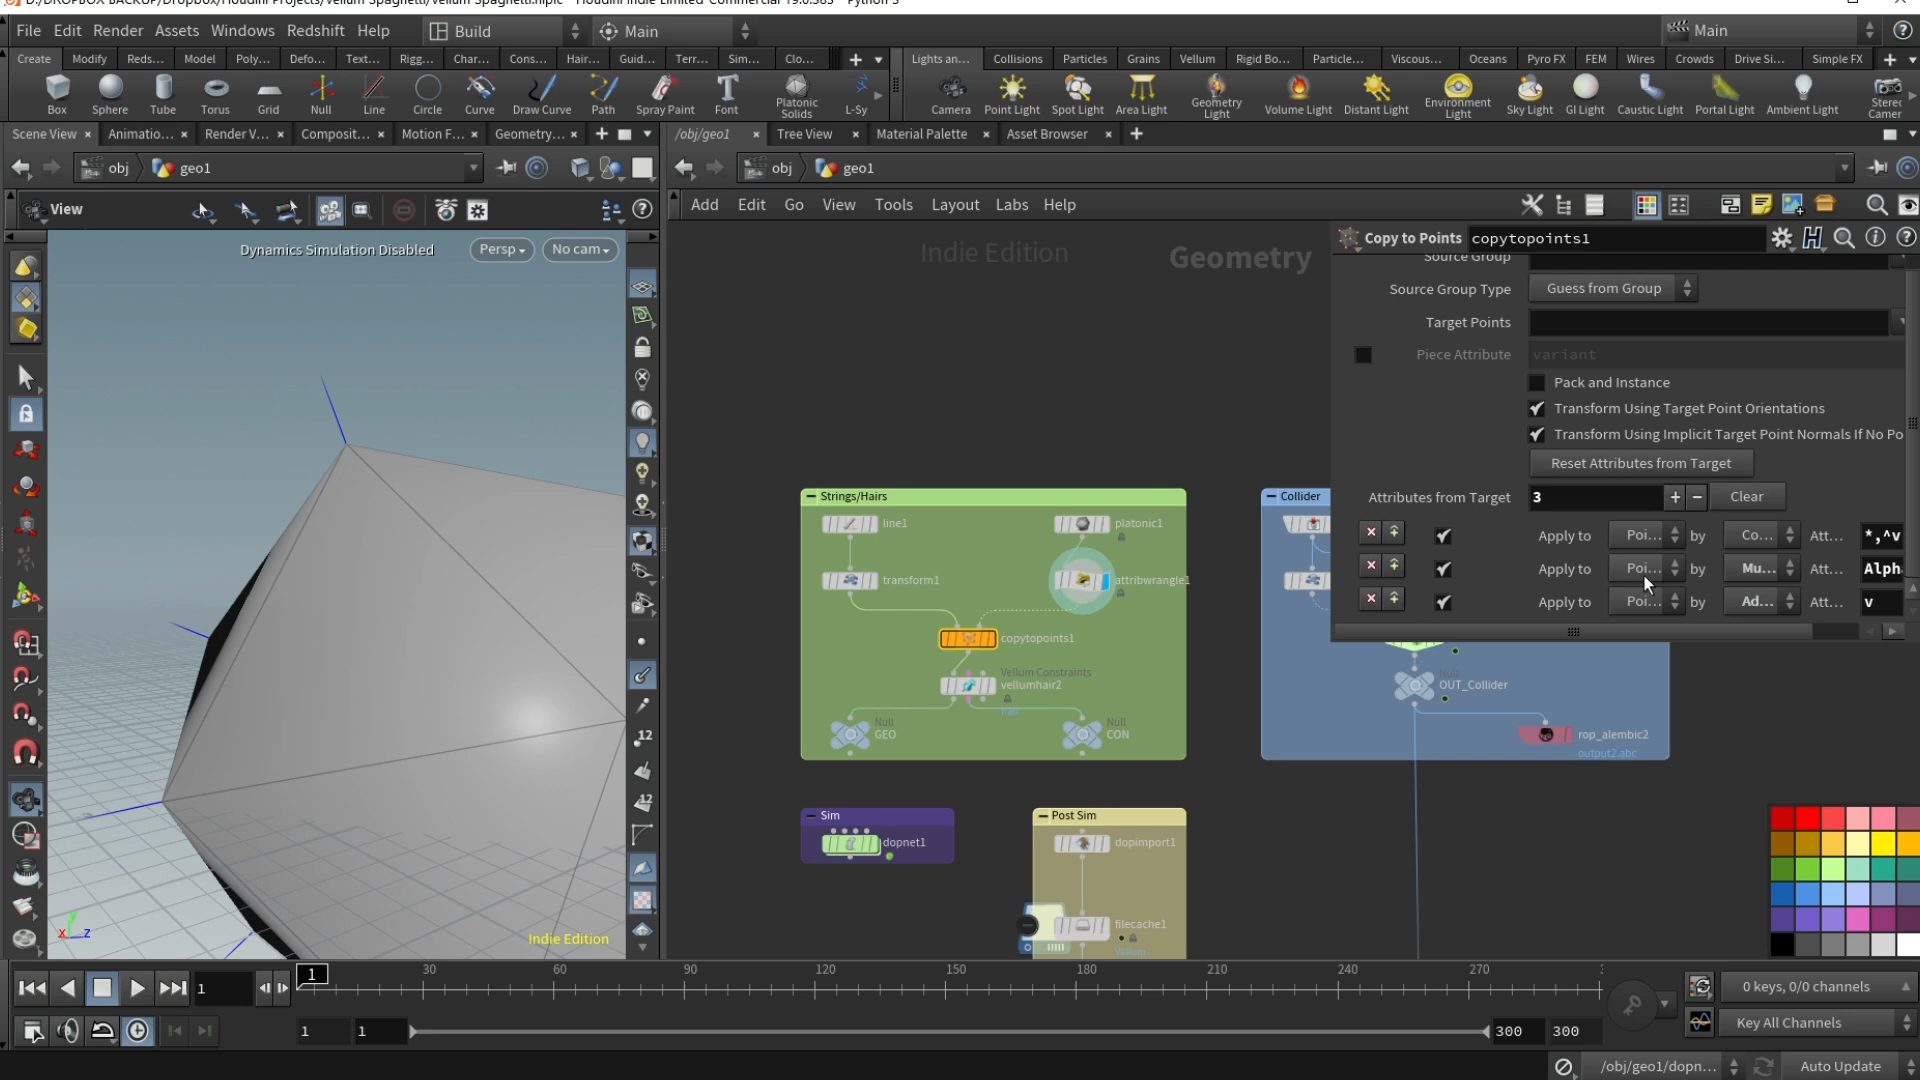 File Edit Render Assets Windows Redshift Help Build Main Main
Create Modify Reds... Model Poly... Defo... Text... Rigg... Char... Cons... Hair... Guid... Terr... Sim... Clo...
Lights an... Collisions Particles Grains Vellum Rigid Bo... Particle... Viscous... Oceans Pyro FX FEM Wires Crowds Drive Si... Simple FX
Box Sphere Tube Torus Grid Null Line Circle Curve Draw Curve Path Spray Paint Font Platonic Solids L-Sy
Camera Point Light Spot Light Area Light Geometry Light Volume Light Distant Light Environment Light Sky Light GI Light Caustic Light Portal Light Ambient Light Stereo Camer
Scene View Animatio... Render V... Composit... Motion F... Geometry...
/obj/geo1 Tree View Material Palette Asset Browser
obj geo1
obj geo1
View
Add Edit Go View Tools Layout Labs Help
Dynamics Simulation Disabled Persp No cam
Indie Edition Geometry
Copy to Points copytopoints1
Source Group
Source Group Type Guess from Group
Target Points
Piece Attribute variant
Pack and Instance
Transform Using Target Point Orientations
Transform Using Implicit Target Point Normals If No Po
Reset Attributes from Target
Attributes from Target 3 + − Clear
Apply to Poi... by Co... Att... *,^v
Apply to Poi... by Mu... Att... Alph
Apply to Poi... by Ad... Att... v
Strings/Hairs
line1
platonic1
transform1
attribwrangle1
copytopoints1
Vellum Constraints
vellumhair2
Null
GEO
Null
CON
Collider
OUT_Collider
rop_alembic2
output2.abc
Sim
dopnet1
Post Sim
dopimport1
filecache1
12
12
x z
Indie Edition
1 1 30 60 90 120 150 180 210 240 270
0 keys, 0/0 channels
1 1 300 300 Key All Channels
/obj/geo1/dopn... Auto Update